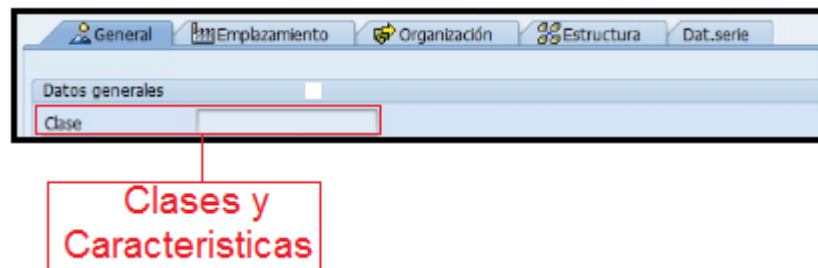 General Emplazamiento Organización Estructura Dat.serie
Datos generales
Clase
Clases y
Caracteristicas